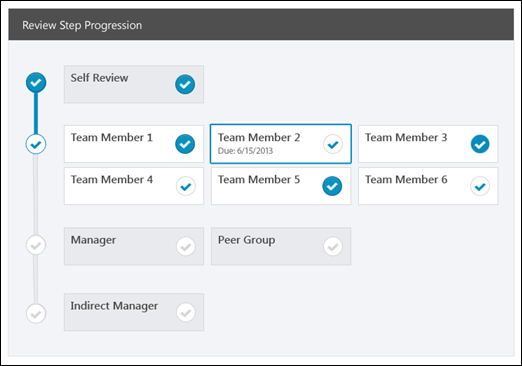 Review Step Progression
Self Review
Team Member 1
Team Member 2
Due: 6/15/2013
Team Member 3
Team Member 4
Team Member 5
Team Member 6
Manager
Peer Group
Indirect Manager